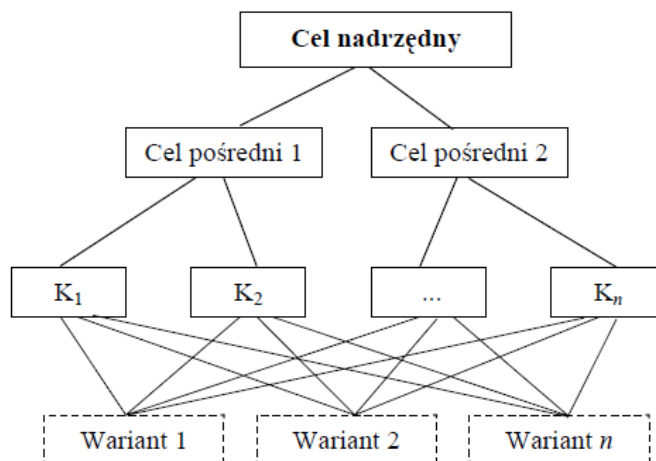 Cel nadrzędny
Cel pośredni 1 Cel pośredni 2
K₁ K₂ ... Kₙ
Wariant 1 Wariant 2 Wariant n